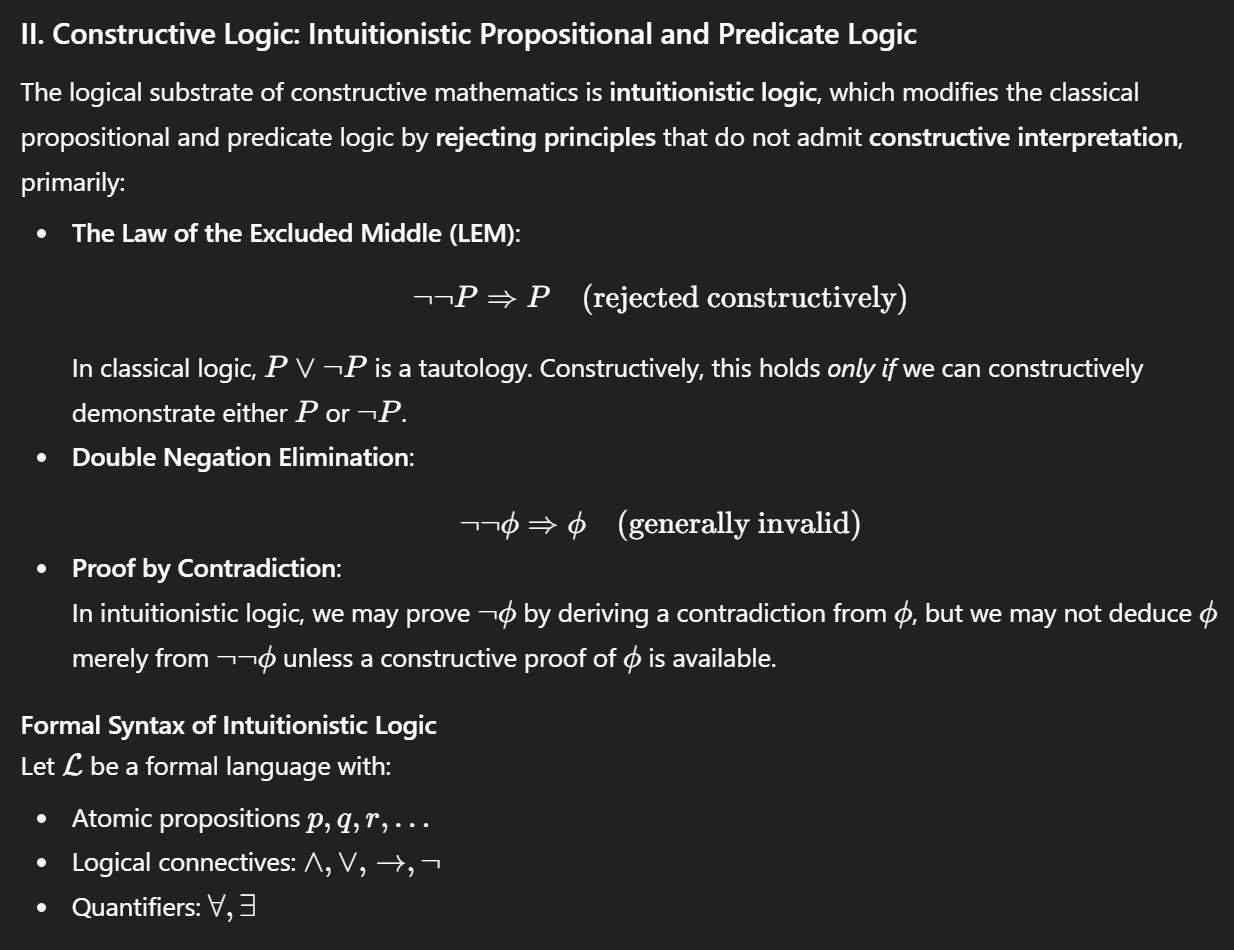 II. Constructive Logic: Intuitionistic Propositional and Predicate Logic
The logical substrate of constructive mathematics is intuitionistic logic, which modifies the classical
propositional and predicate logic by rejecting principles that do not admit constructive interpretation,
primarily:
• The Law of the Excluded Middle (LEM):
¬¬P ⇒ P (rejected constructively)
In classical logic, P ∨ ¬P is a tautology. Constructively, this holds only if we can constructively
demonstrate either P or ¬P.
• Double Negation Elimination:
¬¬ϕ ⇒ ϕ (generally invalid)
• Proof by Contradiction:
In intuitionistic logic, we may prove ¬ϕ by deriving a contradiction from ϕ, but we may not deduce ϕ
merely from ¬¬ϕ unless a constructive proof of ϕ is available.
Formal Syntax of Intuitionistic Logic
Let ℒ be a formal language with:
• Atomic propositions p, q, r, …
• Logical connectives: ∧, ∨, →, ¬
• Quantifiers: ∀, ∃